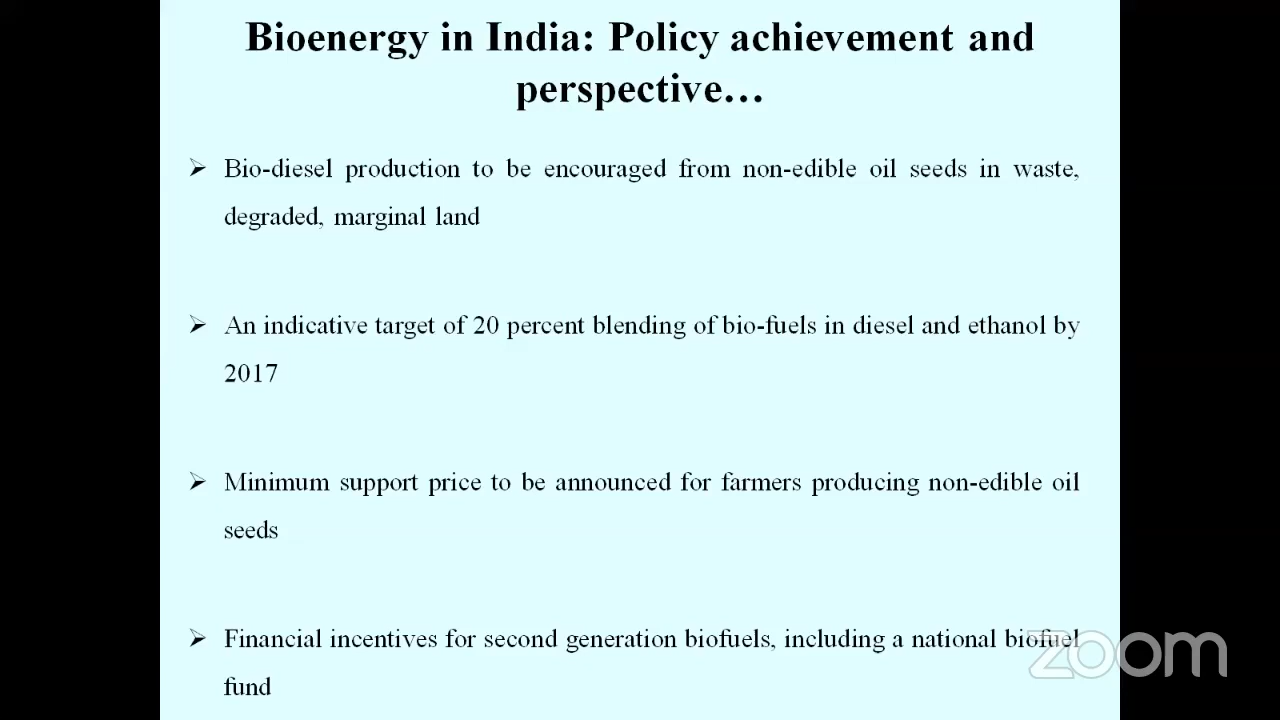 Bioenergy in India: Policy achievement and
perspective…
➢ Bio-diesel production to be encouraged from non-edible oil seeds in waste,
degraded, marginal land
➢ An indicative target of 20 percent blending of bio-fuels in diesel and ethanol by
2017
➢ Minimum support price to be announced for farmers producing non-edible oil
seeds
➢ Financial incentives for second generation biofuels, including a national biofuel
fund
zoom